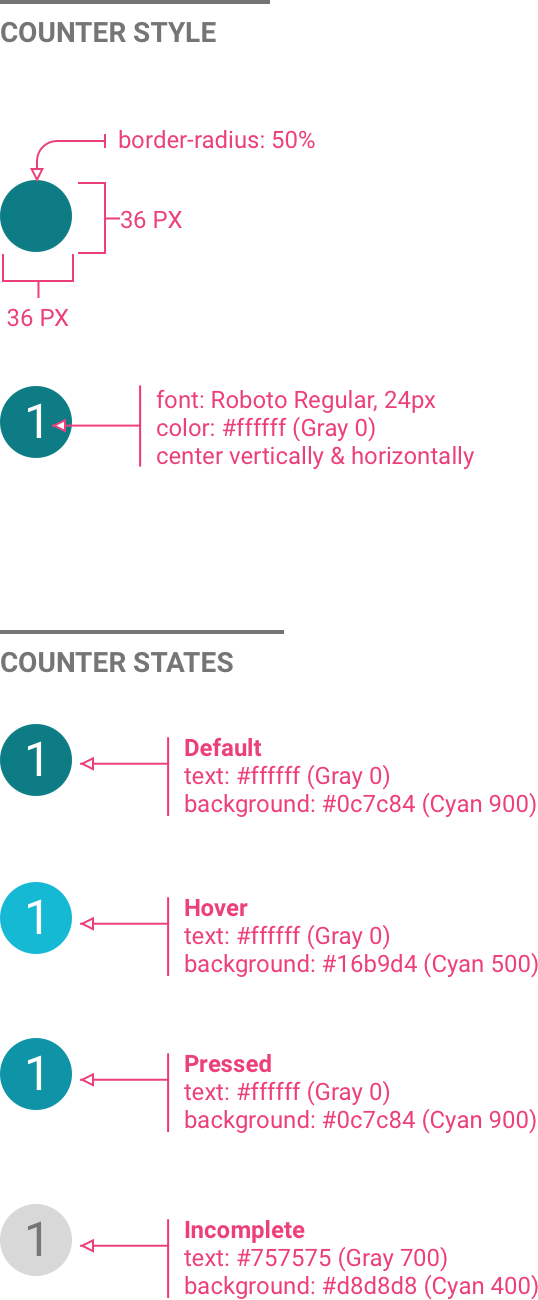 COUNTER STYLE
border-radius: 50%
36 PX
36 PX
1
font: Roboto Regular, 24px
color: #ffffff (Gray 0)
center vertically & horizontally
COUNTER STATES
1
Default
text: #ffffff (Gray 0)
background: #0c7c84 (Cyan 900)
1
Hover
text: #ffffff (Gray 0)
background: #16b9d4 (Cyan 500)
1
Pressed
text: #ffffff (Gray 0)
background: #0c7c84 (Cyan 900)
1
Incomplete
text: #757575 (Gray 700)
background: #d8d8d8 (Cyan 400)